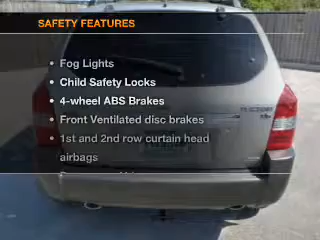 SAFETY FEATURES
• Fog Lights
• Child Safety Locks
• 4-wheel ABS Brakes
• Front Ventilated disc brakes
• 1st and 2nd row curtain head
airbags